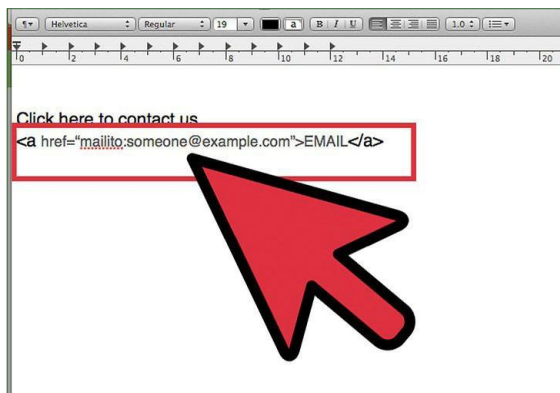 Helvetica Regular 19 a B I U 1.0
0 2 4 6 8 10 12 14 16 18 20
Click here to contact us
<a href=“mailito:someone@example.com”>EMAIL</a>